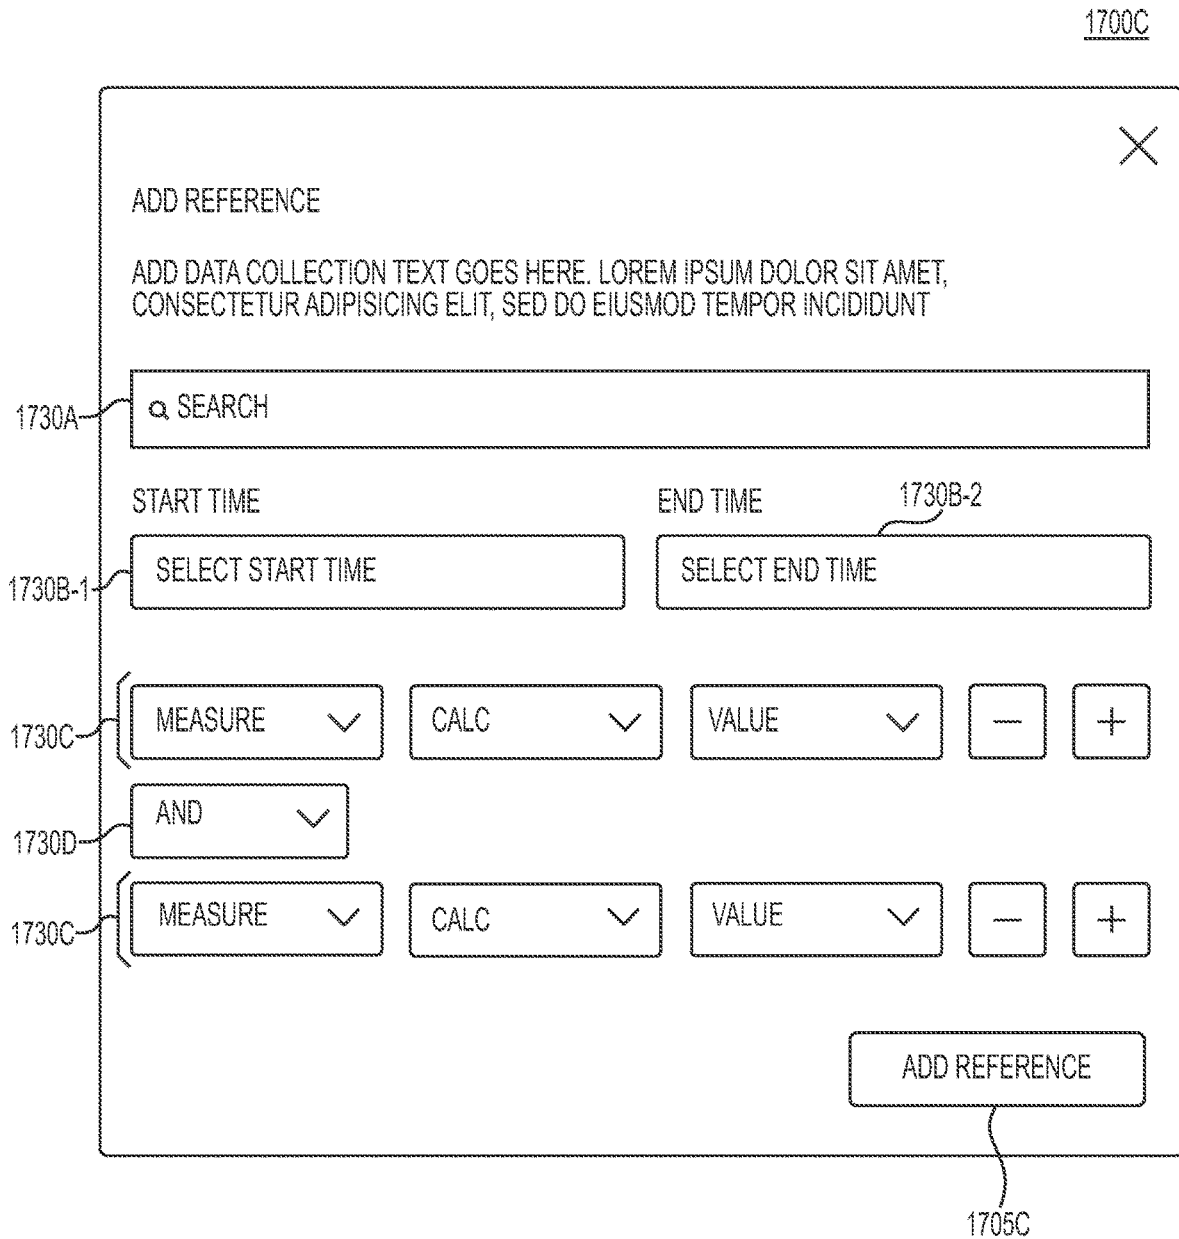 1700C
ADD REFERENCE
ADD DATA COLLECTION TEXT GOES HERE. LOREM IPSUM DOLOR SIT AMET,
CONSECTETUR ADIPISICING ELIT, SED DO EIUSMOD TEMPOR INCIDIDUNT
1730A
SEARCH
START TIME
END TIME
1730B-2
1730B-1
SELECT START TIME
SELECT END TIME
1730C
MEASURE
CALC
VALUE
1730D
AND
1730C
MEASURE
CALC
VALUE
ADD REFERENCE
1705C